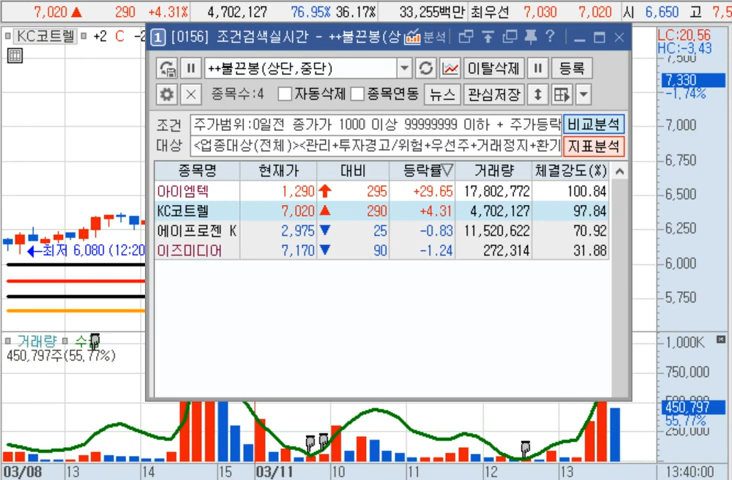 7,020 ▲ 290 +4.31% 4,702,127 76.95% 36.17% 33,255백만 최우선 7,030 7,020 시 6,650 고
KC코트렐 +2 C
1 [0156] 조건검색실시간 - ++불끈봉(상 분석
++불끈봉(상단,중단) 이탈삭제 등록
종목수:4 자동삭제 종목연동 뉴스 관심저장
조건 주가범위:0일전 종가가 1000 이상 99999999 이하 + 주가등락 비교분석
대상 <업종대상(전체)><관리+투자경고/위험+우선주+거래정지+환기 지표분석
종목명 현재가 대비 등락률▽ 거래량 체결강도(%)
아이엠텍 1,290 295 +29.65 17,802,772 100.84
KC코트렐 7,020 ▲ 290 +4.31 4,702,127 97.84
에이프로젠 K 2,975 ▼ 25 -0.83 11,520,622 70.92
이즈미디어 7,170 ▼ 90 -1.24 272,314 31.88
LC:20,56
HC:-3,43
7,500
7,330
-1,74%
7,000
6,750
6,500
6,250
6,000
5,750
←최저 6,080 (12:20
거래량 수급
450,797주(55,77%)
1,000K
750,000
450,797
55,77%
250,000
03/08 13 14 15 03/11 10 11 12 13 13:40:00